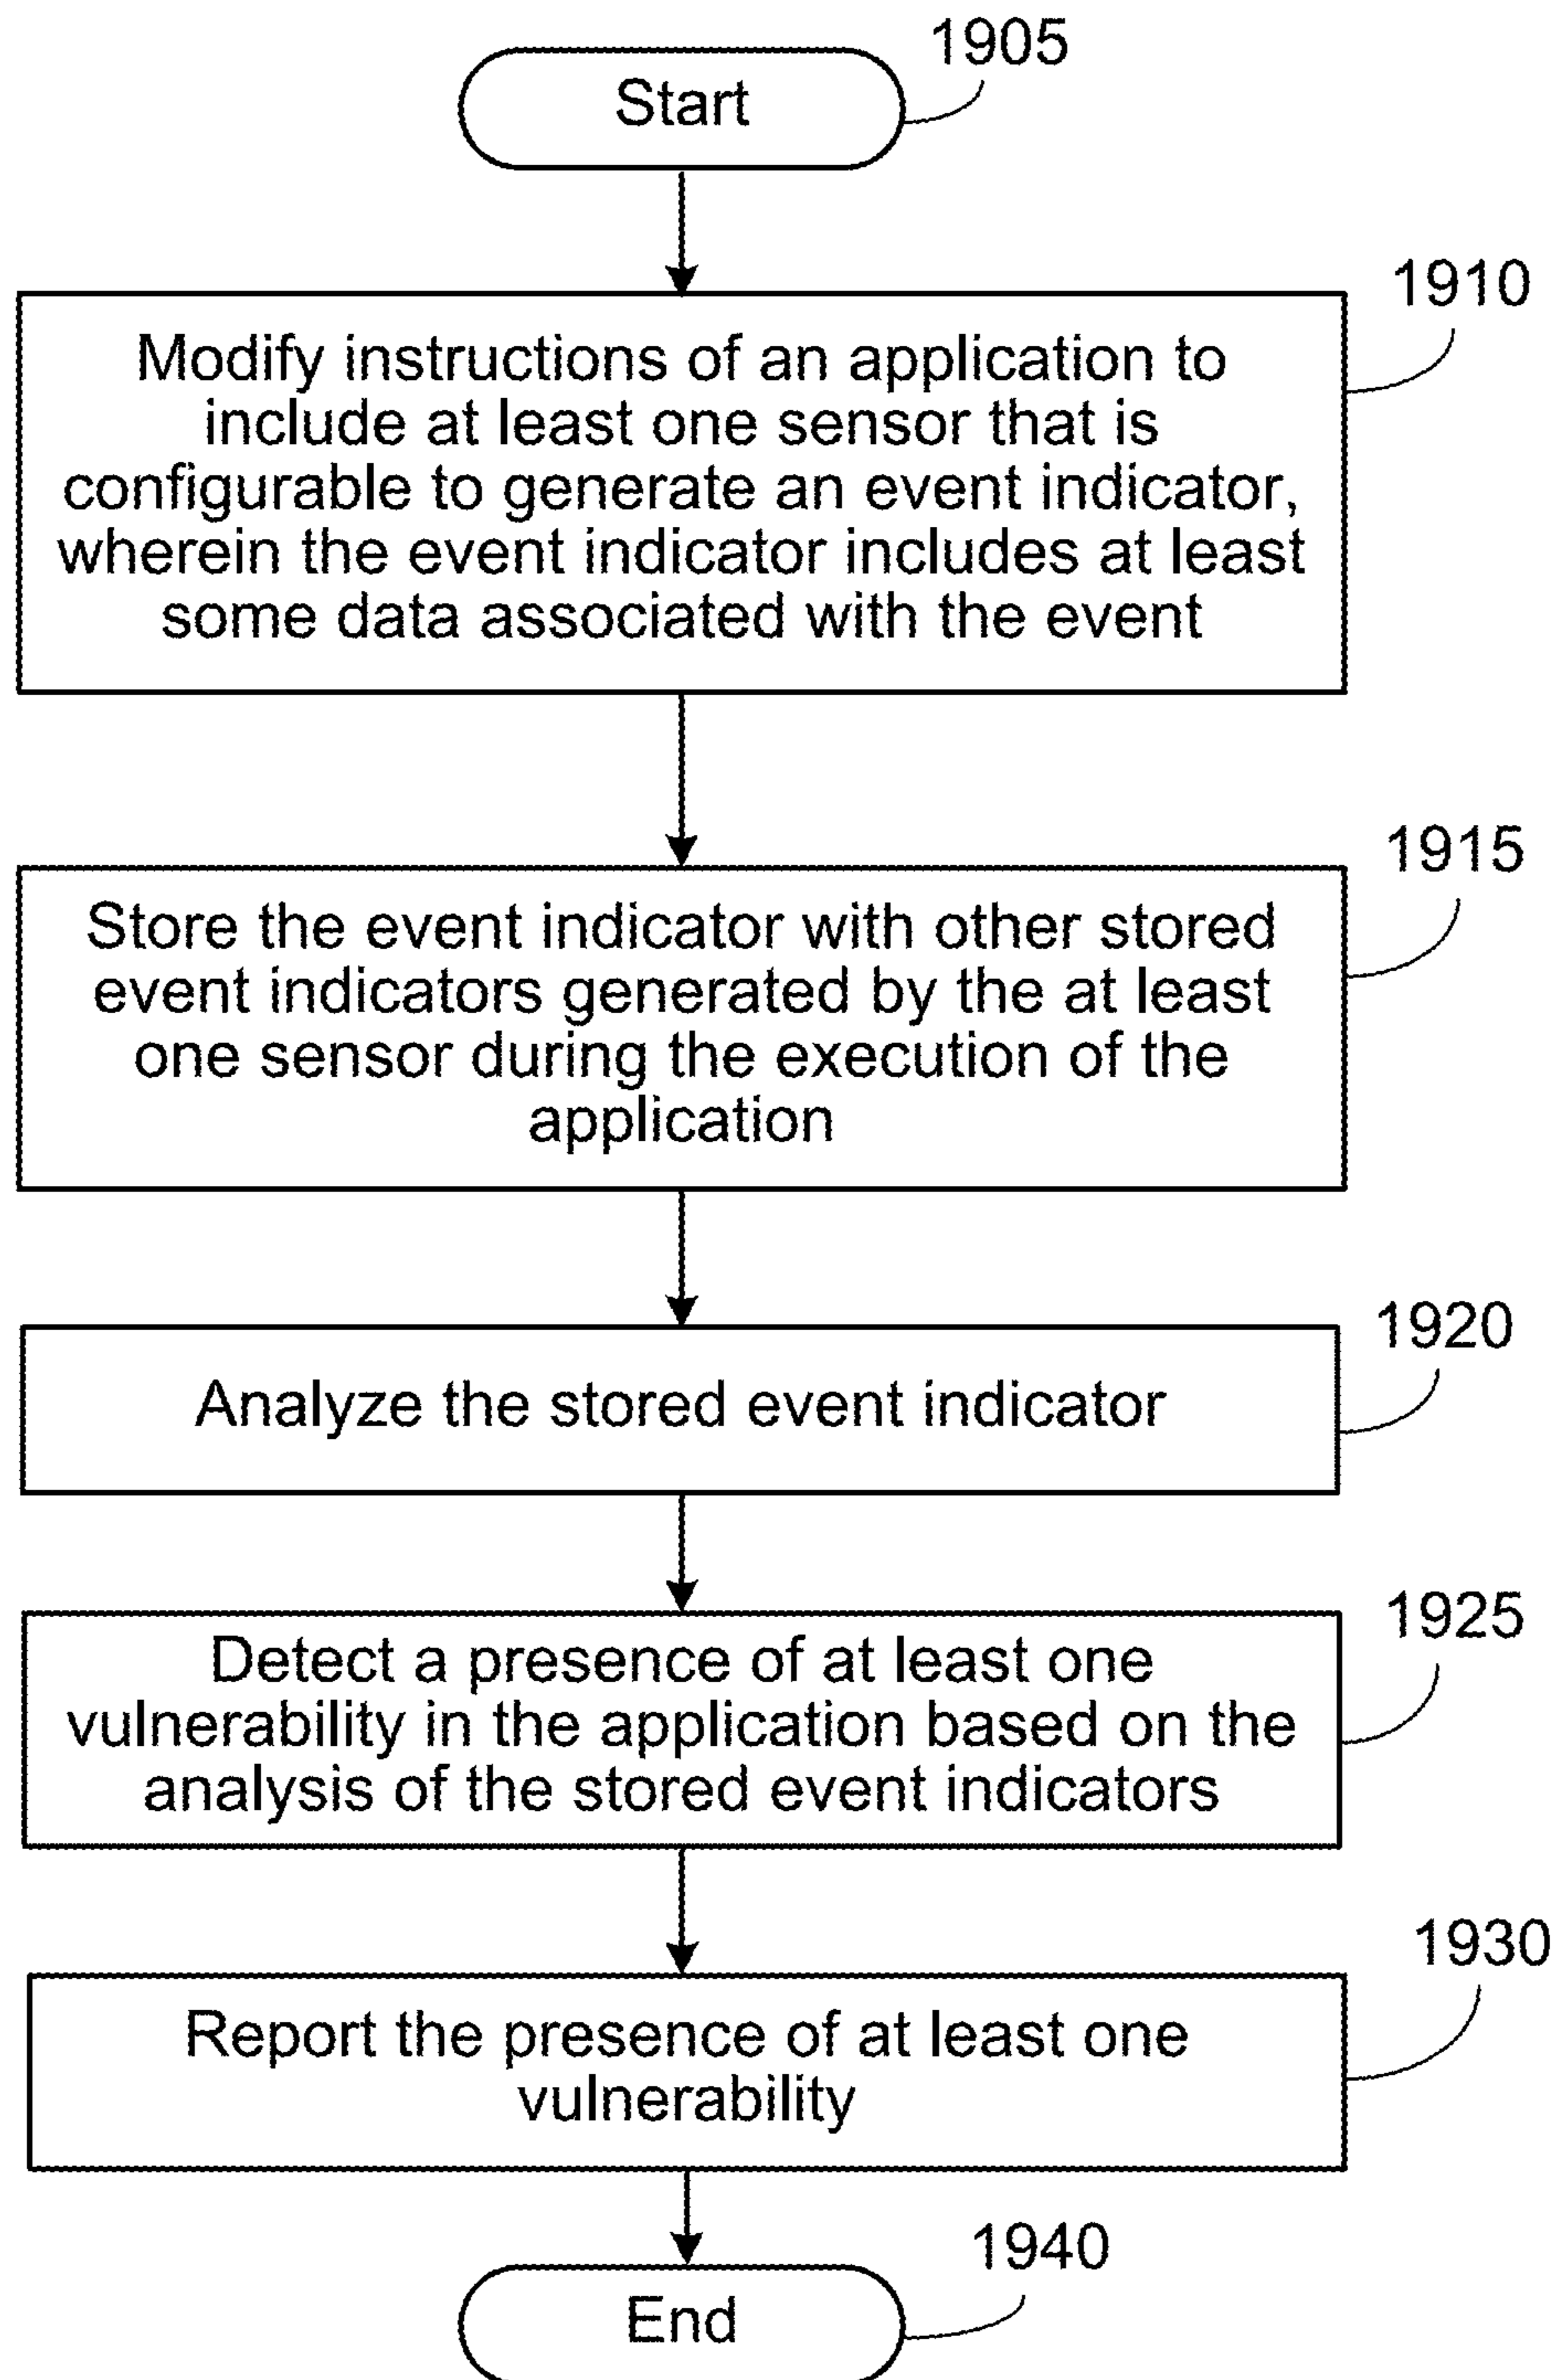 1905
Start
1910
Modify instructions of an application to
include at least one sensor that is
configurable to generate an event indicator,
wherein the event indicator includes at least
some data associated with the event
1915
Store the event indicator with other stored
event indicators generated by the at least
one sensor during the execution of the
application
1920
Analyze the stored event indicator
1925
Detect a presence of at least one
vulnerability in the application based on the
analysis of the stored event indicators
1930
Report the presence of at least one
vulnerability
1940
End